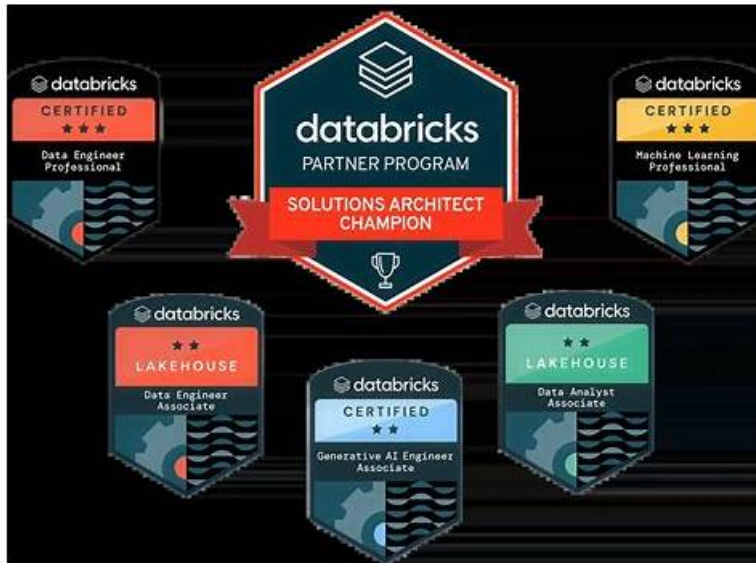 databricks
CERTIFIED
Data Engineer
Professional
databricks
PARTNER PROGRAM
SOLUTIONS ARCHITECT
CHAMPION
databricks
CERTIFIED
Machine Learning
Professional
databricks
LAKEHOUSE
Data Engineer
Associate
databricks
CERTIFIED
Generative AI Engineer
Associate
databricks
LAKEHOUSE
Data Analyst
Associate